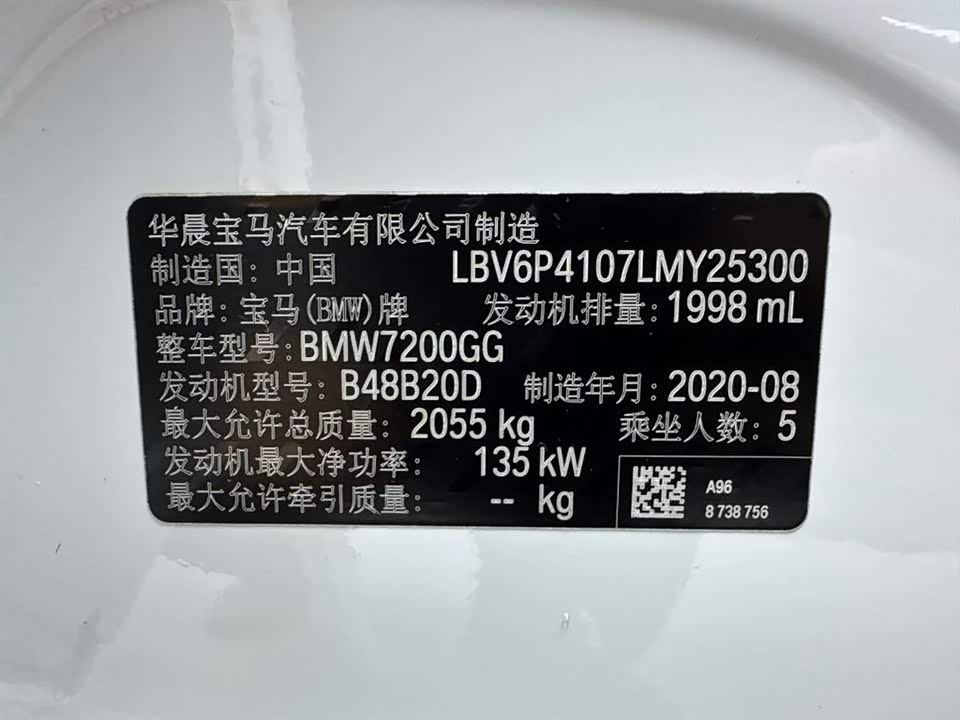 华晨宝马汽车有限公司制造
制造国: 中国 LBV6P4107LMY25300
品牌: 宝马(BMW)牌 发动机排量: 1998 mL
整车型号: BMW7200GG
发动机型号: B48B20D 制造年月: 2020-08
最大允许总质量: 2055 kg 乘坐人数: 5
发动机最大净功率: 135 kW
最大允许牵引质量: -- kg
A96
8 738 756